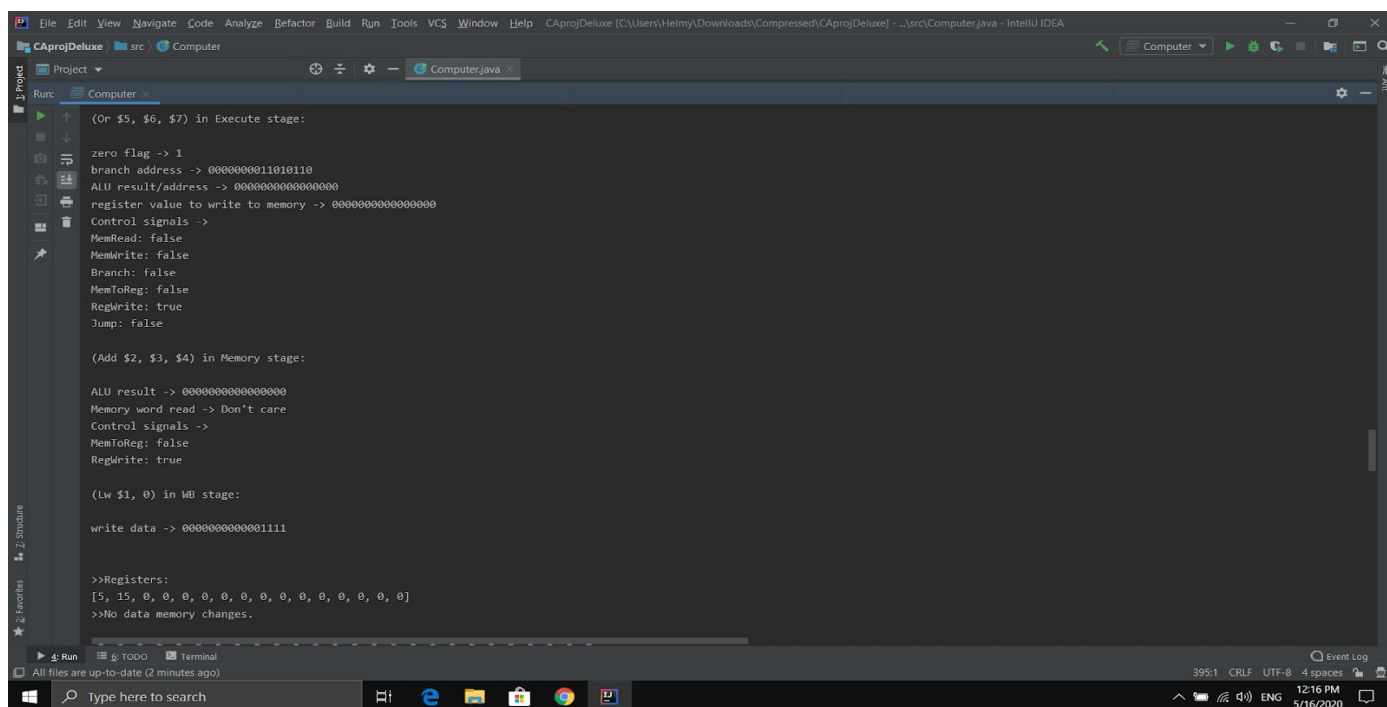 File Edit View Navigate Code Analyze Refactor Build Run Tools VCS Window Help CAprojDeluxe [C:\Users\Helmy\Downloads\Compressed\CAprojDeluxe] - ...\src\Computer.java - IntelliJ IDEA
CAprojDeluxe src Computer Computer
1: Project Project Computer.java
Run: Computer
(Or $5, $6, $7) in Execute stage:
zero flag -> 1
branch address -> 0000000011010110
ALU result/address -> 0000000000000000
register value to write to memory -> 0000000000000000
Control signals ->
MemRead: false
MemWrite: false
Branch: false
MemToReg: false
RegWrite: true
Jump: false
(Add $2, $3, $4) in Memory stage:
ALU result -> 0000000000000000
Memory word read -> Don't care
Control signals ->
MemToReg: false
RegWrite: true
(Lw $1, 0) in WB stage:
write data -> 0000000000001111
>>Registers:
[5, 15, 0, 0, 0, 0, 0, 0, 0, 0, 0, 0, 0, 0, 0, 0]
>>No data memory changes.
7: Structure
2: Favorites
4: Run 6: TODO Terminal Event Log
All files are up-to-date (2 minutes ago) 395:1 CRLF UTF-8 4 spaces
Type here to search ENG 12:16 PM
5/16/2020